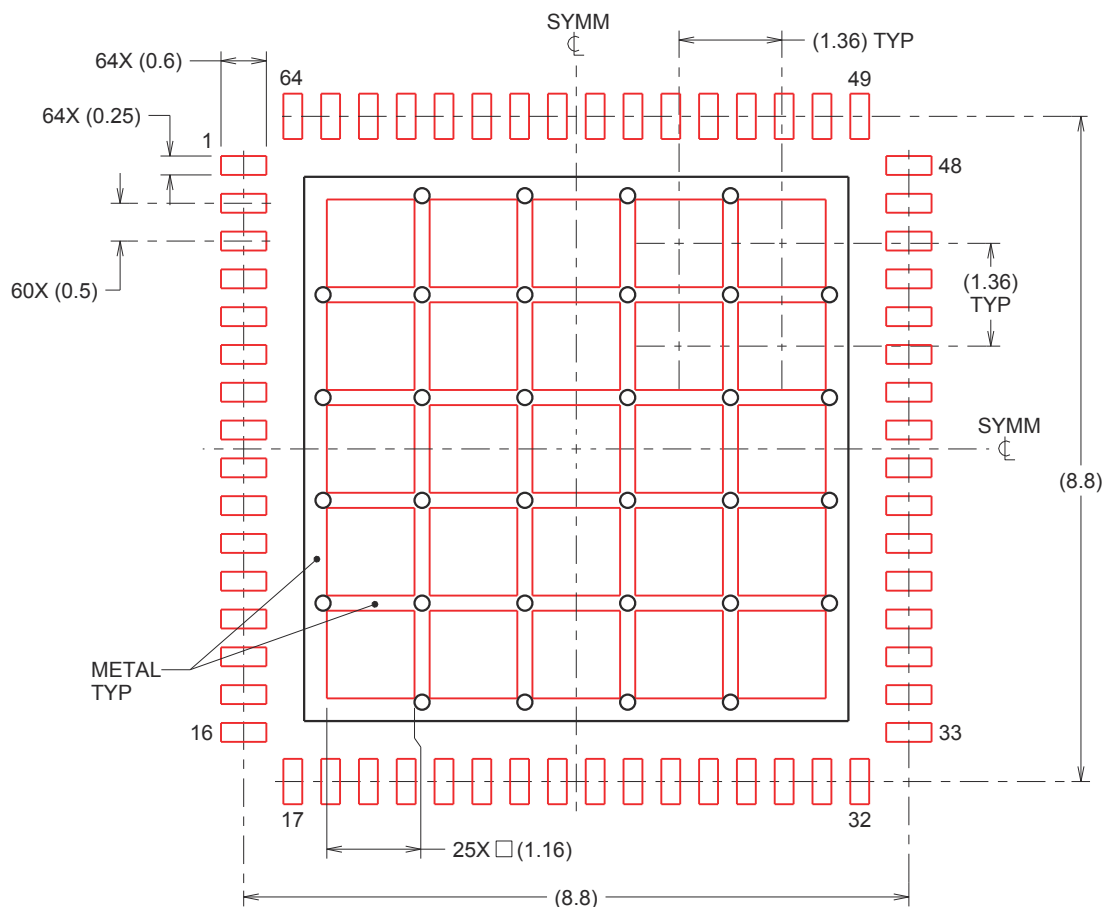 SYMM
℄
(1.36) TYP
64X (0.6)
64
49
64X (0.25)
1
48
60X (0.5)
(1.36)
TYP
SYMM
℄
(8.8)
METAL
TYP
16
33
17
32
25X □ (1.16)
(8.8)